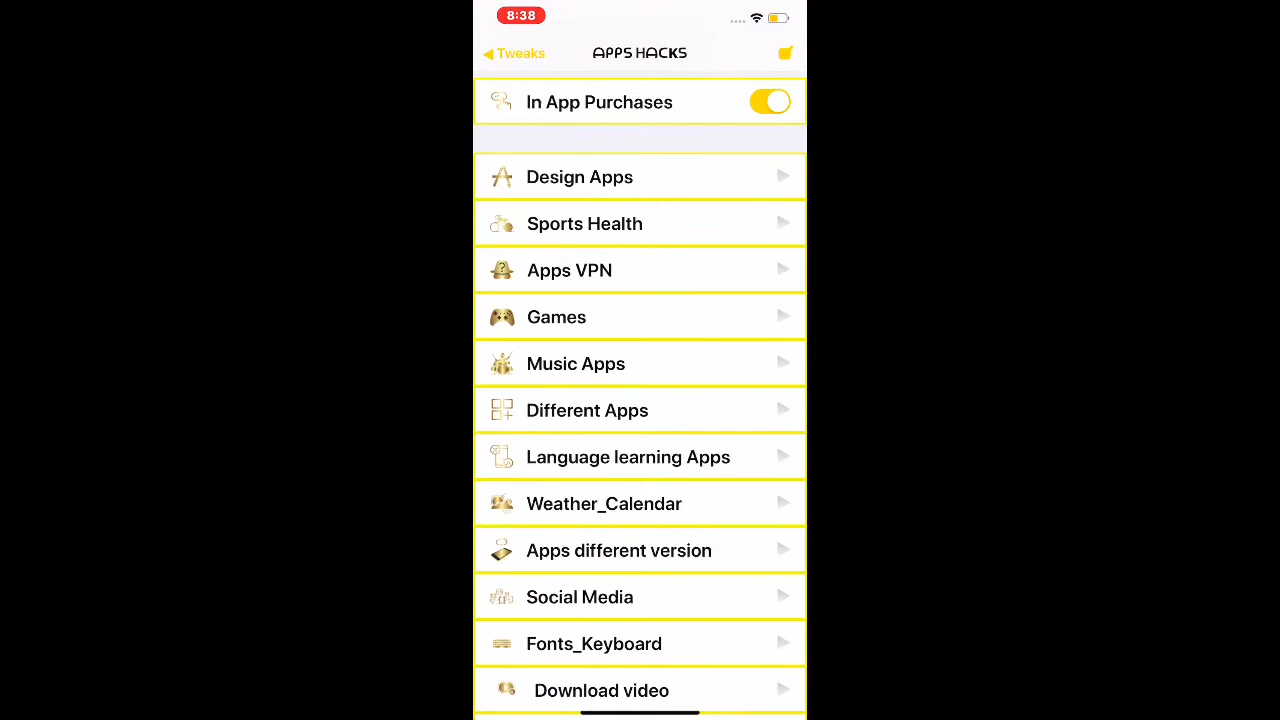 8:38
◀ Tweaks
APPS HACKS
In App Purchases
Design Apps
Sports Health
Apps VPN
Games
Music Apps
Different Apps
Language learning Apps
Weather_Calendar
Apps different version
Social Media
Fonts_Keyboard
Download video